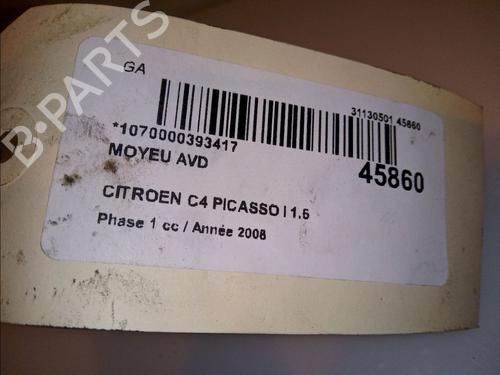 B-PARTS
GA
31130501 45860
*1070000393417
MOYEU AVD
45860
CITROEN C4 PICASSO I 1.6
Phase 1 cc / Année 2008